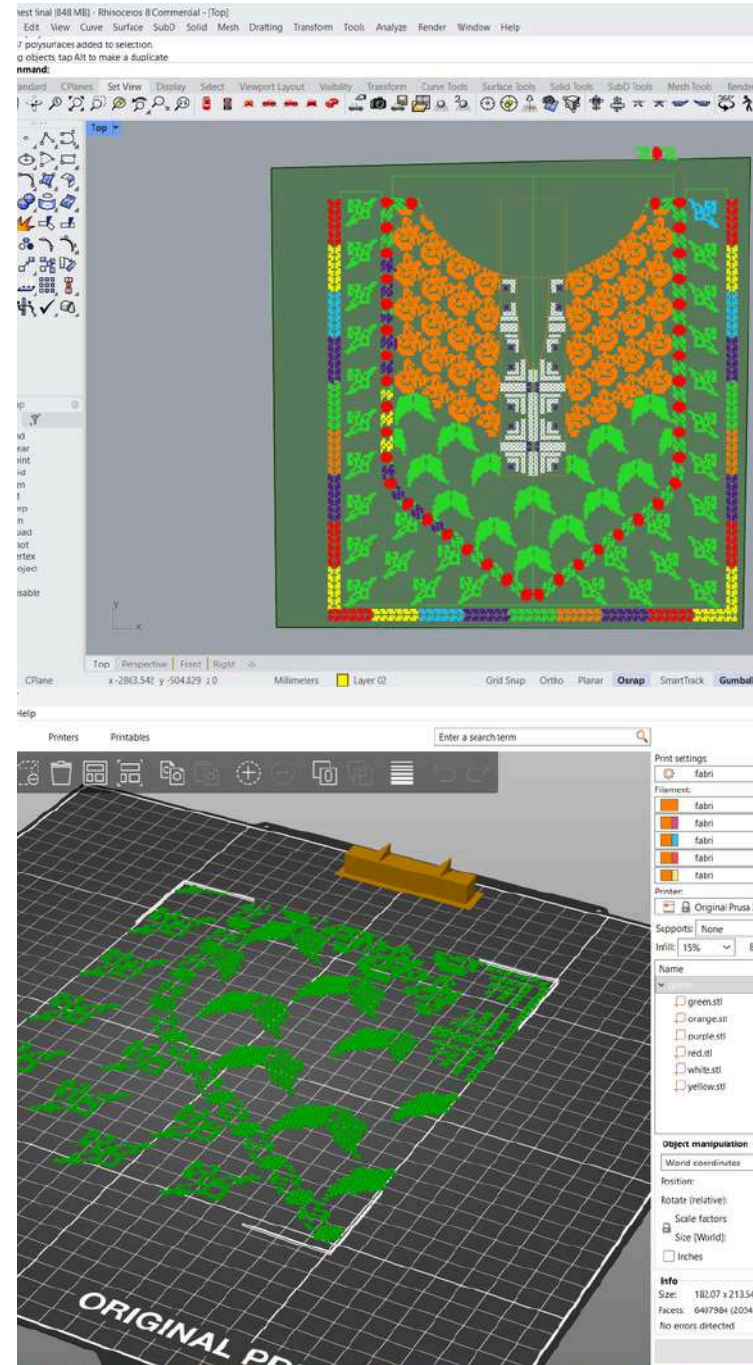 nest final (848 MB) - Rhinoceros 8 Commercial - [Top]
Edit View Curve Surface SubD Solid Mesh Drafting Transform Tools Analyze Render Window Help
7 polysurfaces added to selection.
g objects, tap Alt to make a duplicate
mmand:
andard CPlanes Set View Display Select Viewport Layout Visibility Transform Curve Tools Surface Tools Solid Tools SubD Tools Mesh Tools Render
Top
y
x
Top Perspective Front Right
CPlane x -2863.542 y -504.829 z 0 Millimeters Layer 02 Grid Snap Ortho Planar Osnap SmartTrack Gumball
Help
Printers Printables Enter a search term
Print settings
fabri
Filament:
fabri
fabri
fabri
fabri
fabri
Printer:
Original Prusa
Supports: None
Infill: 15%
Name
green.stl
orange.stl
purple.stl
red.stl
white.stl
yellow.stl
Object manipulation
World coordinates
Position:
Rotate (relative):
Scale factors:
Size [World]:
Inches
Info
Size: 182.07 x 213.54
Facets: 6407984 (2054
No errors detected
ORIGINAL PR